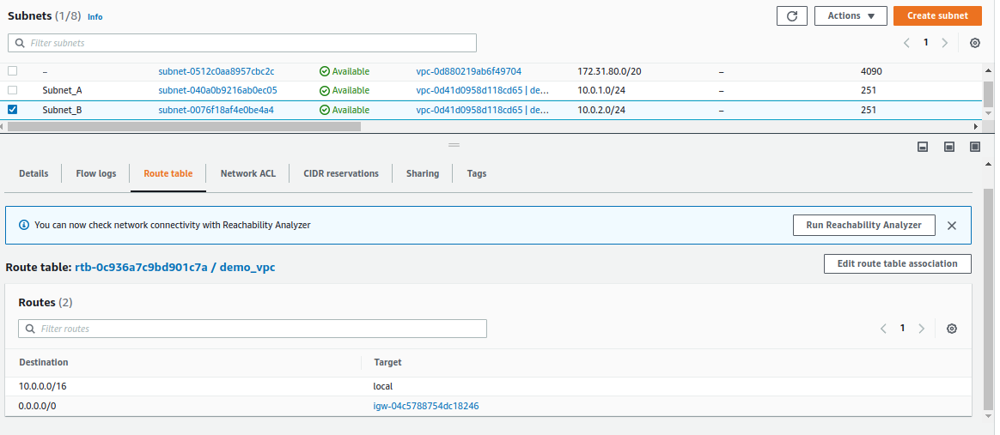 Subnets (1/8) Info
Actions
Create subnet
Filter subnets
1
– subnet-0512c0aa8957cbc2c Available vpc-0d880219ab6f49704 172.31.80.0/20 – 4090
Subnet_A subnet-040a0b9216ab0ec05 Available vpc-0d41d0958d118cd65 | de... 10.0.1.0/24 – 251
Subnet_B subnet-0076f18af4e0be4a4 Available vpc-0d41d0958d118cd65 | de... 10.0.2.0/24 – 251
Details Flow logs Route table Network ACL CIDR reservations Sharing Tags
You can now check network connectivity with Reachability Analyzer
Run Reachability Analyzer
Route table: rtb-0c936a7c9bd901c7a / demo_vpc
Edit route table association
Routes (2)
Filter routes
1
Destination Target
10.0.0.0/16 local
0.0.0.0/0 igw-04c5788754dc18246